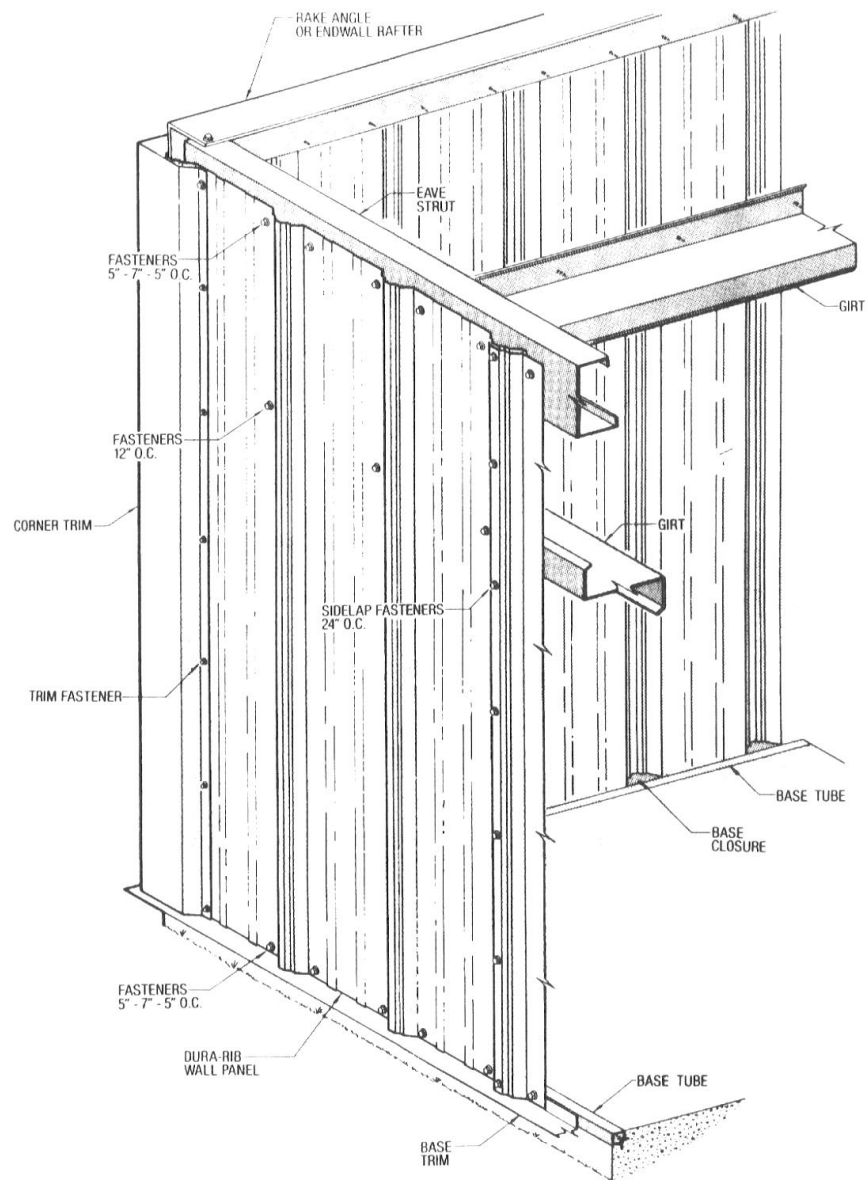 RAKE ANGLE
OR ENDWALL RAFTER
EAVE
STRUT
FASTENERS
5" - 7" - 5" O.C.
GIRT
FASTENERS
12" O.C.
CORNER TRIM
GIRT
SIDELAP FASTENERS
24" O.C.
TRIM FASTENER
BASE TUBE
BASE
CLOSURE
FASTENERS
5" - 7" - 5" O.C.
DURA-RIB
WALL PANEL
BASE TUBE
BASE
TRIM